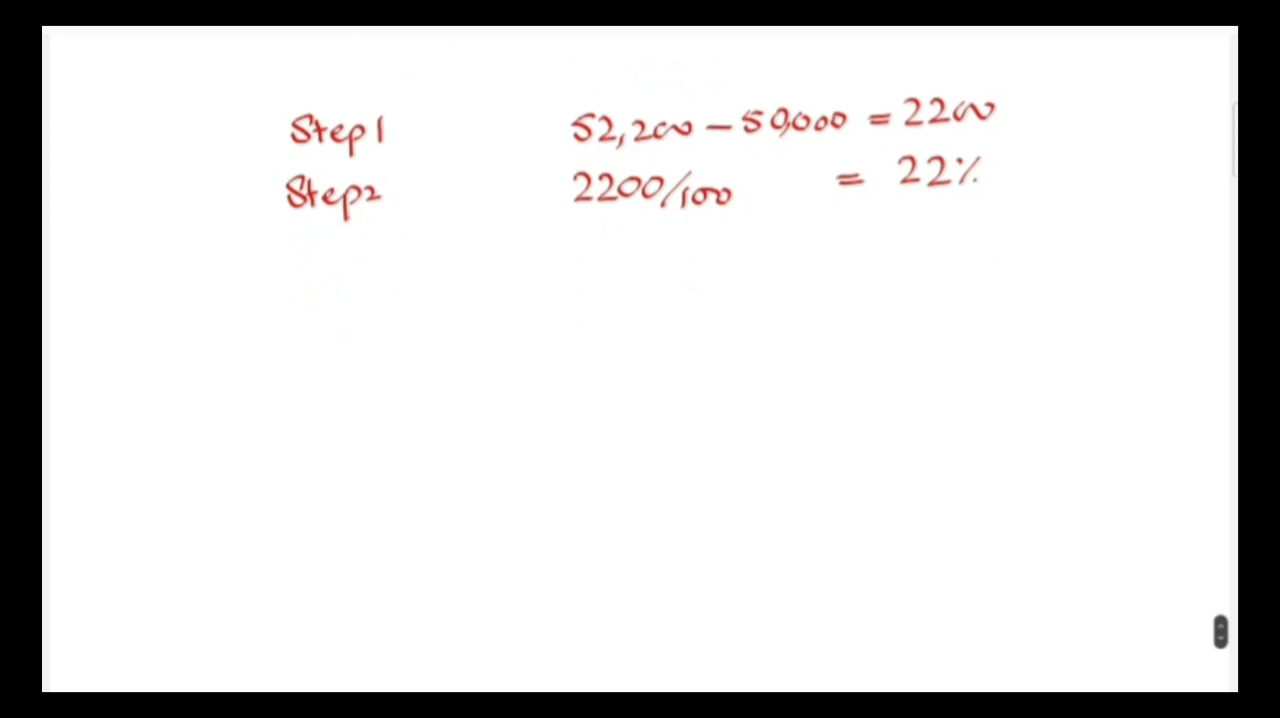 Step 1 52,200 - 50,000 = 2200
Step 2 2200/100 = 22%